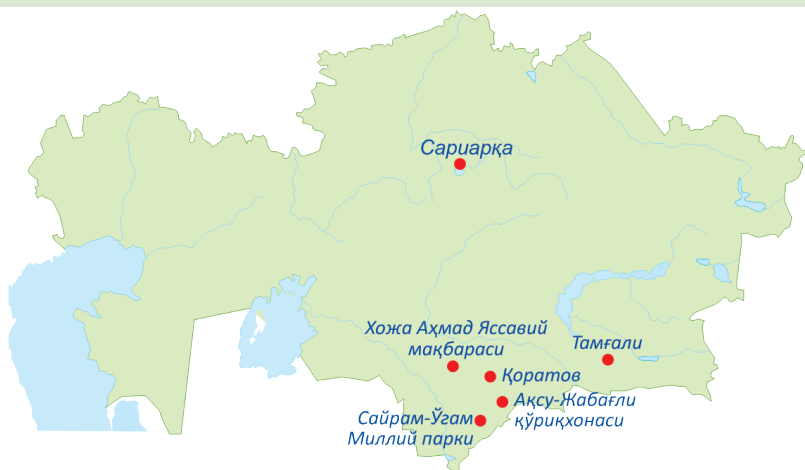 Сариарқа
Хожа Аҳмад Яссавий
мақбараси
Тамғали
Қоратов
Ақсу-Жабағли
қўриқхонаси
Сайрам-Ўгам
Миллий парки